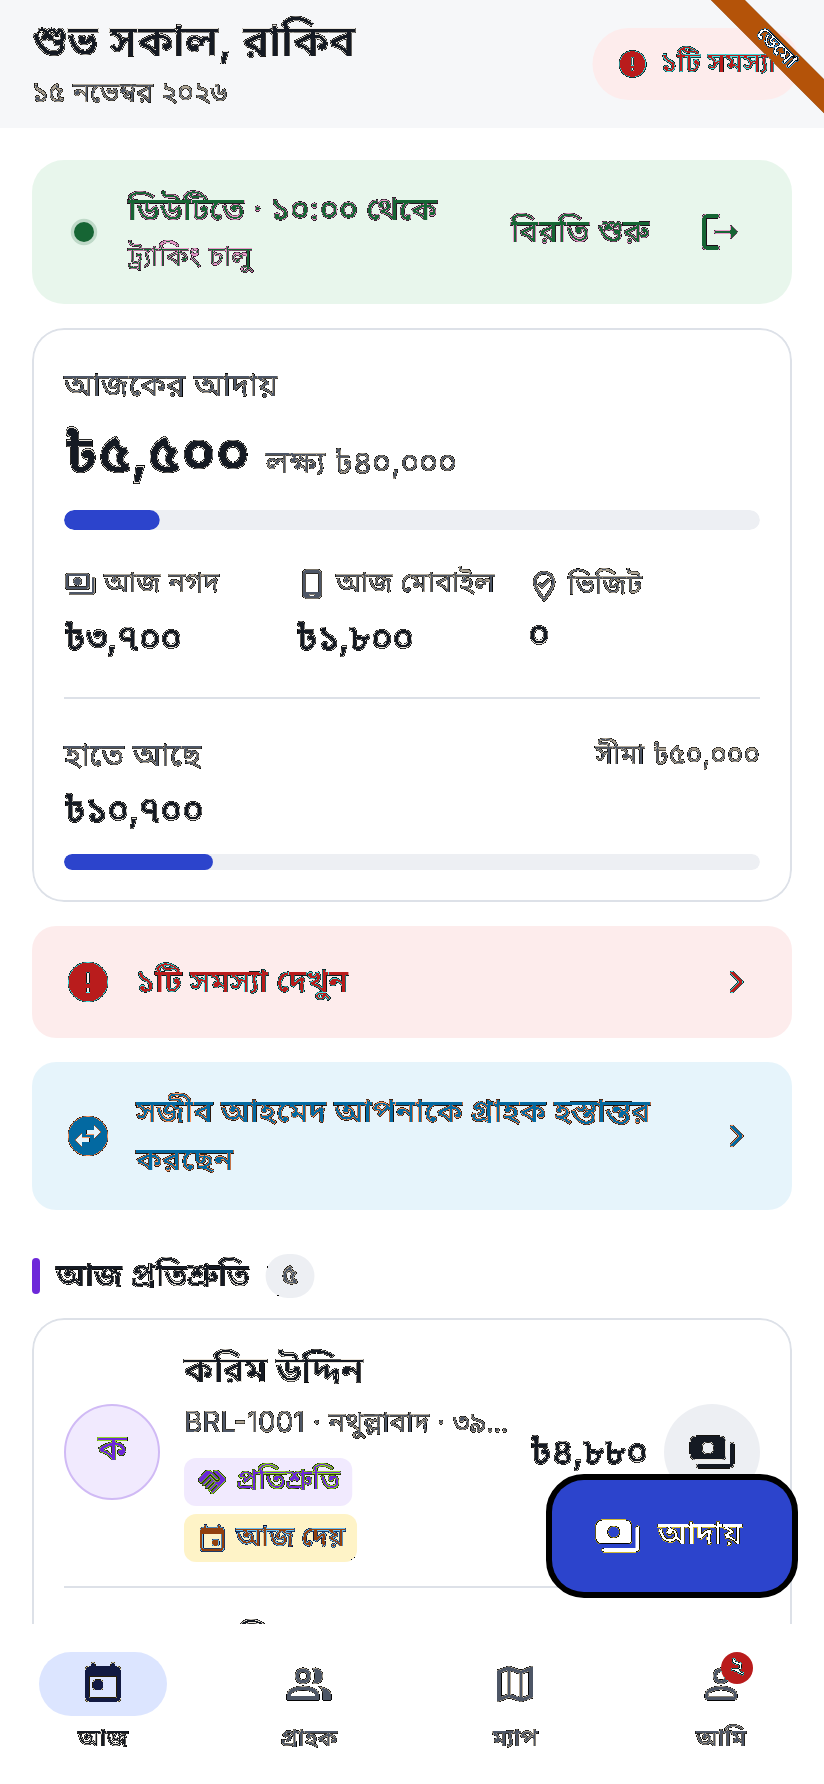 শুভ সকাল, রাকিব
১৫ নভেম্বর ২০২৬
১টি সমস্যা
ডেমো
ডিউটিতে · ১০:০০ থেকে
ট্র্যাকিং চালু
বিরতি শুরু
আজকের আদায়
৳৫,৫০০ লক্ষ্য ৳৪০,০০০
আজ নগদ
৳৩,৭০০
আজ মোবাইল
৳১,৮০০
ভিজিট
০
হাতে আছে
সীমা ৳৫০,০০০
৳১০,৭০০
১টি সমস্যা দেখুন
সজীব আহমেদ আপনাকে গ্রাহক হস্তান্তর
করছেন
আজ প্রতিশ্রুতি ৫
করিম উদ্দিন
BRL-1001 · নথুল্লাবাদ · ৩৯...
৳৪,৮৮০
প্রতিশ্রুতি
আজ দেয়
আদায়
আজ
গ্রাহক
ম্যাপ
২
আমি